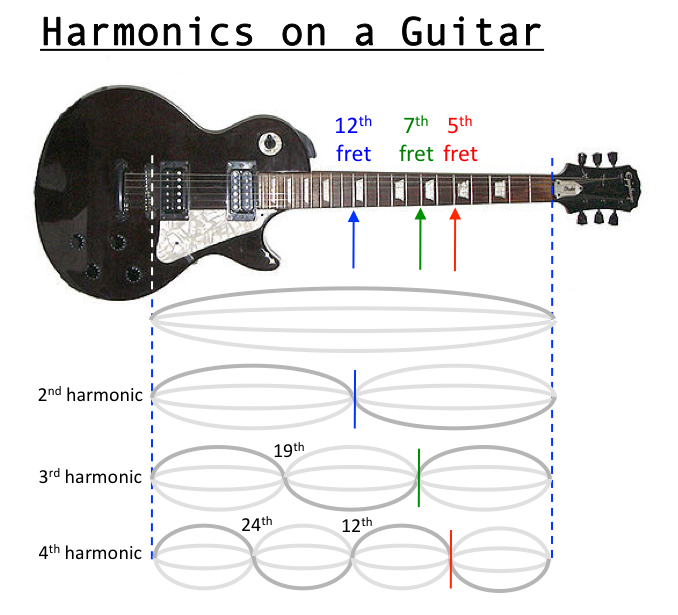 Harmonics on a Guitar
12th 7th 5th
fret fret fret
2nd harmonic
19th
3rd harmonic
24th 12th
4th harmonic